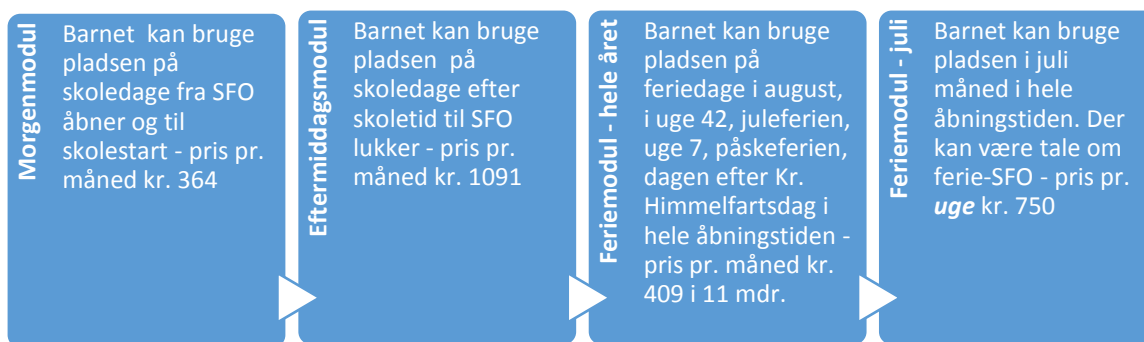 Morgenmodul
Barnet  kan bruge
pladsen på
skoledage fra SFO
åbner og til
skolestart - pris pr.
måned kr. 364
Eftermiddagsmodul
Barnet kan bruge
pladsen  på
skoledage efter
skoletid til SFO
lukker - pris pr.
måned kr. 1091
Feriemodul - hele året
Barnet kan bruge
pladsen på
feriedage i august,
i uge 42, juleferien,
uge 7, påskeferien,
dagen efter Kr.
Himmelfartsdag i
hele åbningstiden -
pris pr. måned kr.
409 i 11 mdr.
Feriemodul - juli
Barnet kan bruge
pladsen i juli
måned i hele
åbningstiden. Der
kan være tale om
ferie-SFO - pris pr.
uge kr. 750